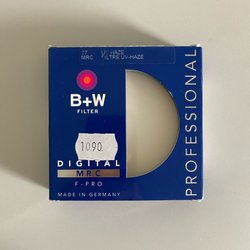 77 UV-HAZE
MRC FILTRE UV-HAZE
B+W
FILTER
1090
DIGITAL
MRC
F-PRO
MADE IN GERMANY
PROFESSIONAL